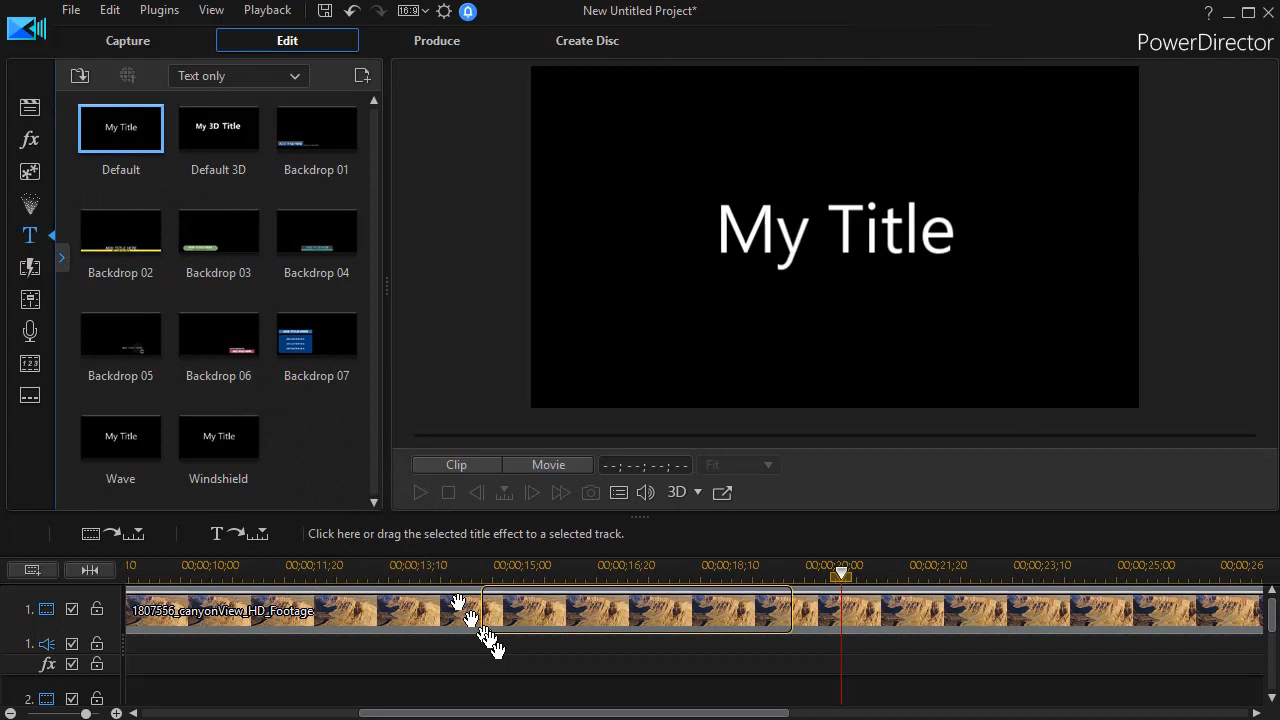 File Edit Plugins View Playback 16:9 New Untitled Project* ?
Capture Edit Produce Create Disc PowerDirector
Text only
My Title My 3D Title
Default Default 3D Backdrop 01
Backdrop 02 Backdrop 03 Backdrop 04
Backdrop 05 Backdrop 06 Backdrop 07
My Title My Title
Wave Windshield
My Title
Clip Movie --;--;--;-- Fit
3D
T Click here or drag the selected title effect to a selected track.
10 00;00;10;00 00;00;11;20 00;00;13;10 00;00;15;00 00;00;16;20 00;00;18;10 00;00;20;00 00;00;21;20 00;00;23;10 00;00;25;00 00;00;26
1. 1807556_canyonView_HD_Footage
1.
fx
2.